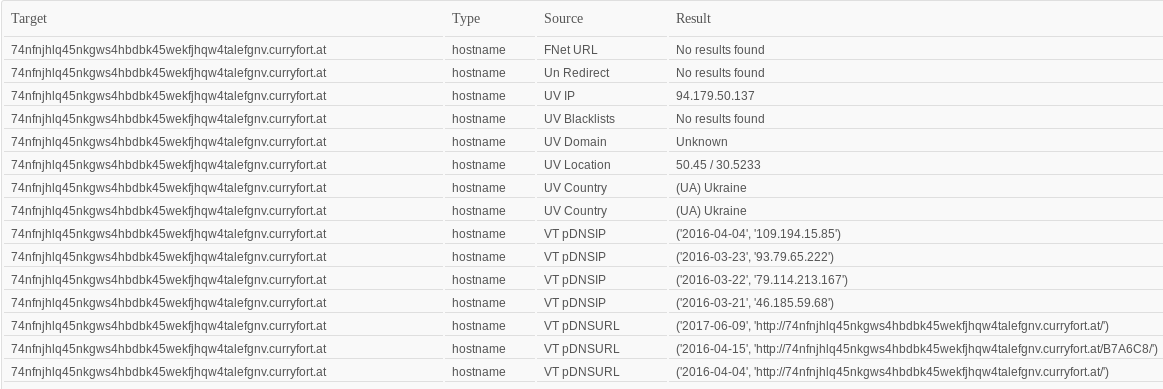 Target Type Source Result
74nfnjhlq45nkgws4hbdbk45wekfjhqw4talefgnv.curryfort.at hostname FNet URL No results found
74nfnjhlq45nkgws4hbdbk45wekfjhqw4talefgnv.curryfort.at hostname Un Redirect No results found
74nfnjhlq45nkgws4hbdbk45wekfjhqw4talefgnv.curryfort.at hostname UV IP 94.179.50.137
74nfnjhlq45nkgws4hbdbk45wekfjhqw4talefgnv.curryfort.at hostname UV Blacklists No results found
74nfnjhlq45nkgws4hbdbk45wekfjhqw4talefgnv.curryfort.at hostname UV Domain Unknown
74nfnjhlq45nkgws4hbdbk45wekfjhqw4talefgnv.curryfort.at hostname UV Location 50.45 / 30.5233
74nfnjhlq45nkgws4hbdbk45wekfjhqw4talefgnv.curryfort.at hostname UV Country (UA) Ukraine
74nfnjhlq45nkgws4hbdbk45wekfjhqw4talefgnv.curryfort.at hostname UV Country (UA) Ukraine
74nfnjhlq45nkgws4hbdbk45wekfjhqw4talefgnv.curryfort.at hostname VT pDNSIP ('2016-04-04', '109.194.15.85')
74nfnjhlq45nkgws4hbdbk45wekfjhqw4talefgnv.curryfort.at hostname VT pDNSIP ('2016-03-23', '93.79.65.222')
74nfnjhlq45nkgws4hbdbk45wekfjhqw4talefgnv.curryfort.at hostname VT pDNSIP ('2016-03-22', '79.114.213.167')
74nfnjhlq45nkgws4hbdbk45wekfjhqw4talefgnv.curryfort.at hostname VT pDNSIP ('2016-03-21', '46.185.59.68')
74nfnjhlq45nkgws4hbdbk45wekfjhqw4talefgnv.curryfort.at hostname VT pDNSURL ('2017-06-09', 'http://74nfnjhlq45nkgws4hbdbk45wekfjhqw4talefgnv.curryfort.at/')
74nfnjhlq45nkgws4hbdbk45wekfjhqw4talefgnv.curryfort.at hostname VT pDNSURL ('2016-04-15', 'http://74nfnjhlq45nkgws4hbdbk45wekfjhqw4talefgnv.curryfort.at/B7A6C8/')
74nfnjhlq45nkgws4hbdbk45wekfjhqw4talefgnv.curryfort.at hostname VT pDNSURL ('2016-04-04', 'http://74nfnjhlq45nkgws4hbdbk45wekfjhqw4talefgnv.curryfort.at/')